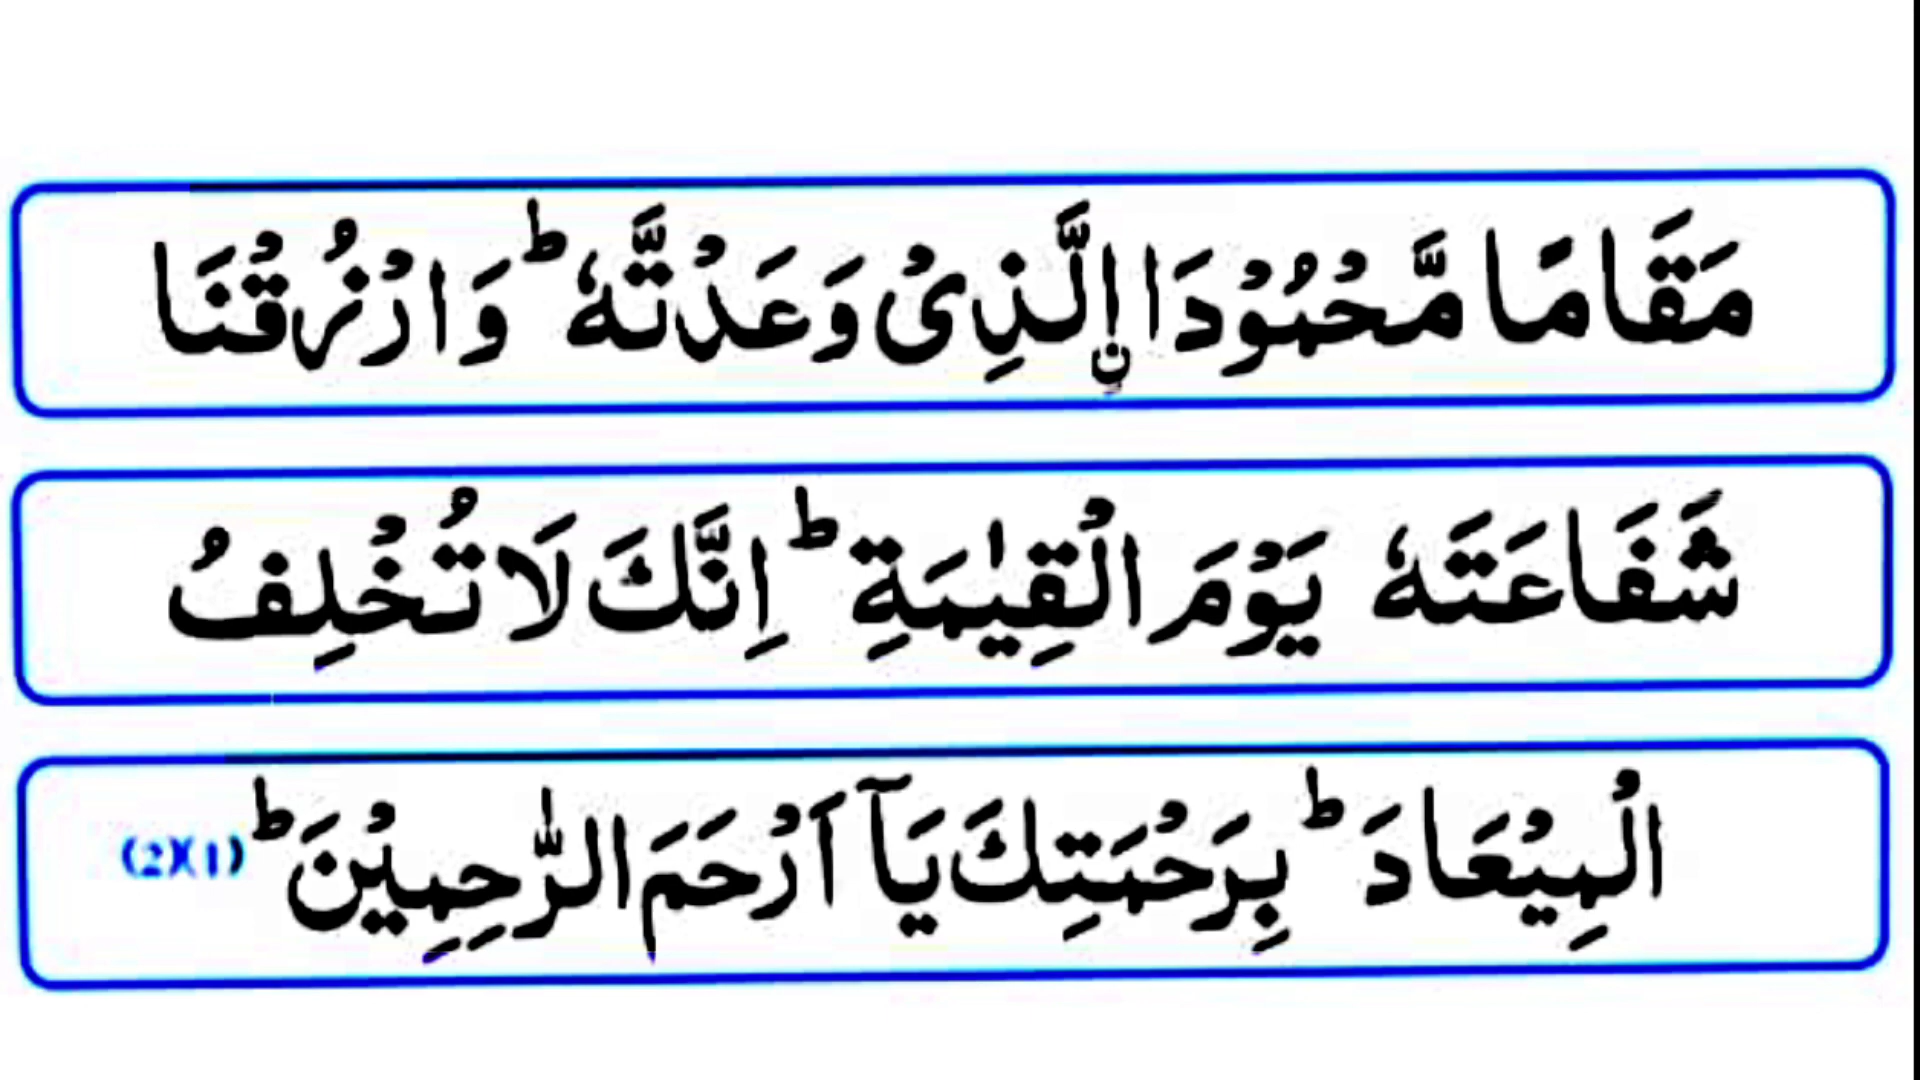 مَقَامًا مَّحْمُوْدَا نِ۟الَّذِىْ وَعَدْتَّهٗ ؕ وَارْزُقْنَا
شَفَاعَتَهٗ يَوْمَ الْقِيٰمَةِ ؕ اِنَّكَ لَا تُخْلِفُ
الْمِيْعَادَ ؕ بِرَحْمَتِكَ يَآ اَرْحَمَ الرّٰحِمِيْنَ ؕ (1)(2)